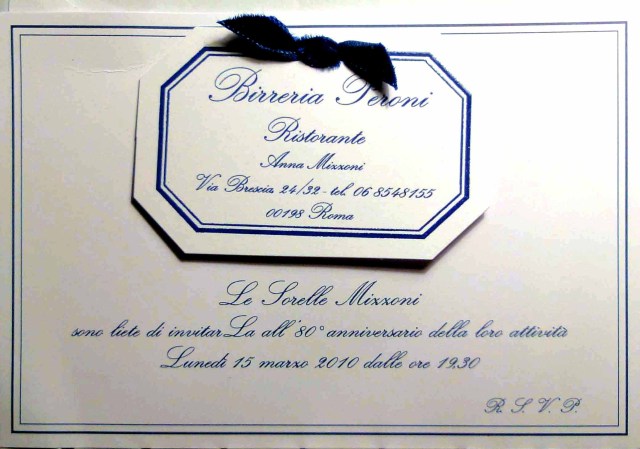 Birreria Peroni
Ristorante
Anna Mizzoni
Via Brescia, 24/32 - tel. 06 8548155
00198 Roma
Le Sorelle Mizzoni
sono liete di invitarLa all'80° anniversario della loro attività
Lunedì 15 marzo 2010 dalle ore 19,30
R. S. V. P.